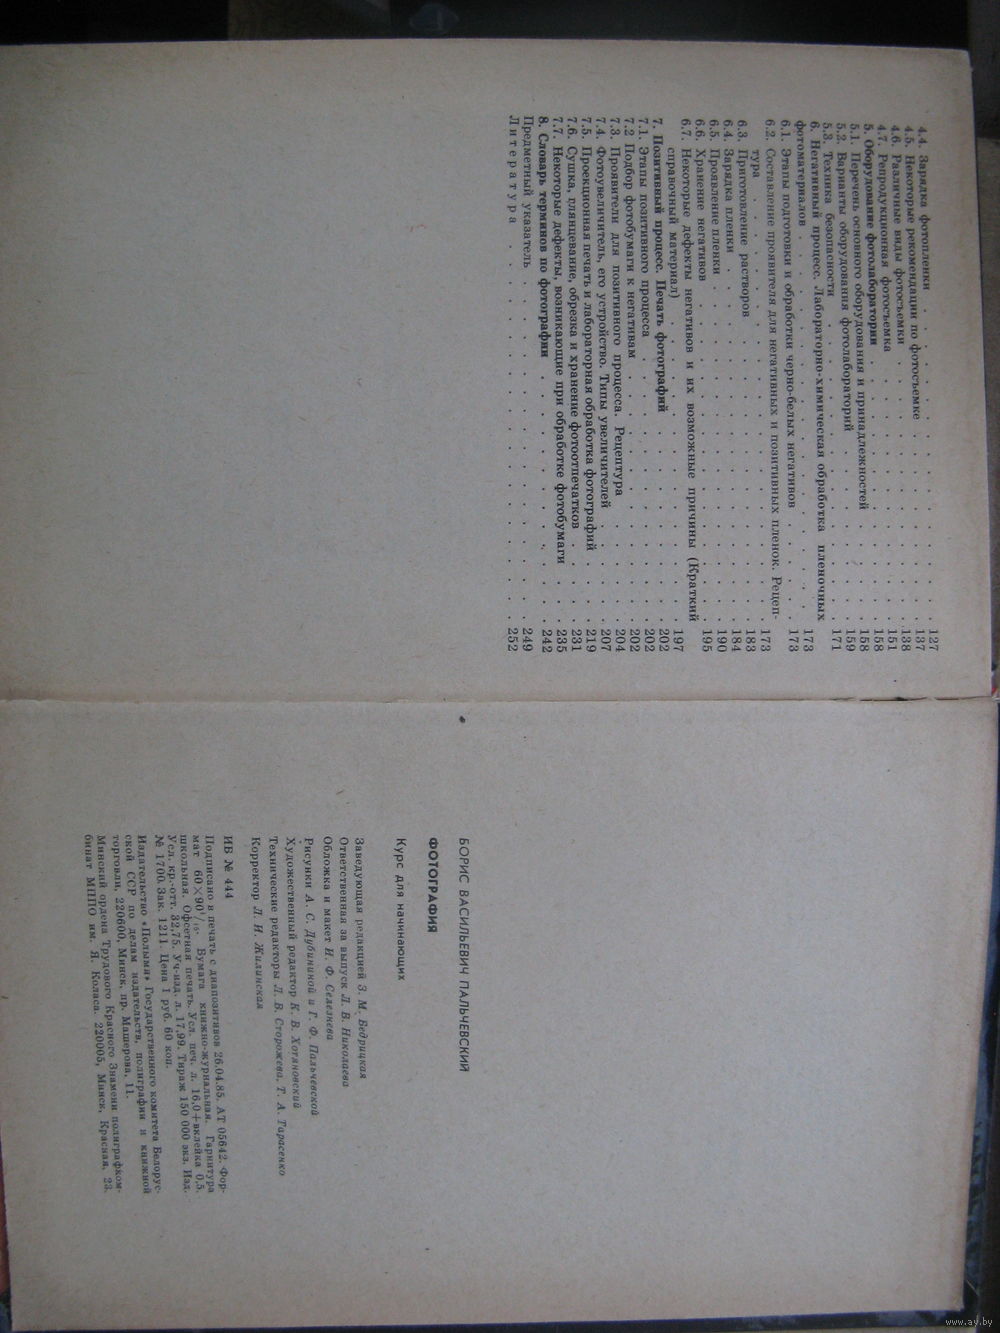 4.4. Зарядка фотопленки . . . . . . . . 127
4.5. Некоторые рекомендации по фотосъемке . . . 137
4.6. Различные виды фотосъемки . . . . . . 138
4.7. Репродукционная фотосъемка . . . . . . 151
5. Оборудование фотолаборатории . . . . . . 158
5.1. Перечень основного оборудования и принадлежностей 158
5.2. Варианты оборудования фотолабораторий . . . 159
5.3. Техника безопасности . . . . . . . . 171
6. Негативный процесс. Лабораторно-химическая обработка пленочных
фотоматериалов . . . . . . . . . . 173
6.1. Этапы подготовки и обработки черно-белых негативов . 173
6.2. Составление проявителя для негативных и позитивных пленок. Рецеп-
тура . . . . . . . . . . . . 173
6.3 Приготовление растворов . . . . . . . 183
6.4. Зарядка пленки . . . . . . . . . 184
6.5 Проявление пленки . . . . . . . . 190
6.6. Хранение негативов . . . . . . . . 195
6.7. Некоторые дефекты негативов и их возможные причины (Краткий
справочный материал) . . . . . . . . 197
7. Позитивный процесс. Печать фотографий . . . . 202
7.1. Этапы позитивного процесса . . . . . . 202
7.2 Подбор фотобумаги к негативам . . . . . 202
7.3. Проявители для позитивного процесса. Рецептура . . 204
7.4. Фотоувеличитель, его устройство. Типы увеличителей . 207
7.5. Проекционная печать и лабораторная обработка фотографий . 219
7.6. Сушка, глянцевание, обрезка и хранение фотоотпечатков . 231
7.7. Некоторые дефекты, возникающие при обработке фотобумаги . 235
8. Словарь терминов по фотографии . . . . . . 242
Предметный указатель . . . . . . . . . 249
Литература . . . . . . . . . . . 252
БОРИС ВАСИЛЬЕВИЧ ПАЛЬЧЕВСКИЙ
ФОТОГРАФИЯ
Курс для начинающих
Заведующая редакцией З. М. Ведрицкая
Ответственная за выпуск Л. В. Николаева
Обложка и макет Н. Ф. Селезнева
Рисунки А. С. Дубининой и Г. Ф. Пальчевской
Художественный редактор К. В. Хотяновский
Технические редакторы Л. В. Сторожева, Т. А. Тарасенко
Корректор Л. Н. Жилинская
ИБ № 444
Подписано в печать с диапозитивов 26.04.85. АТ 05642. Фор-
мат 60×90¹/₁₆. Бумага книжно-журнальная. Гарнитура
школьная. Офсетная печать. Усл. печ. л. 16,0+вклейка 0,5.
Усл. кр.-отт. 32,75. Уч-изд. л. 17,99. Тираж 150 000 экз. Изд.
№ 1700. Зак. 1211. Цена 1 руб. 60 коп.
Издательство «Полымя» Государственного комитета Белорус-
ской ССР по делам издательств, полиграфии и книжной
торговли, 220600, Минск, пр. Машерова, 11.
Минский ордена Трудового Красного Знамени полиграфком-
бинат МППО им. Я. Коласа. 220005, Минск, Красная, 23.
www.ay.by